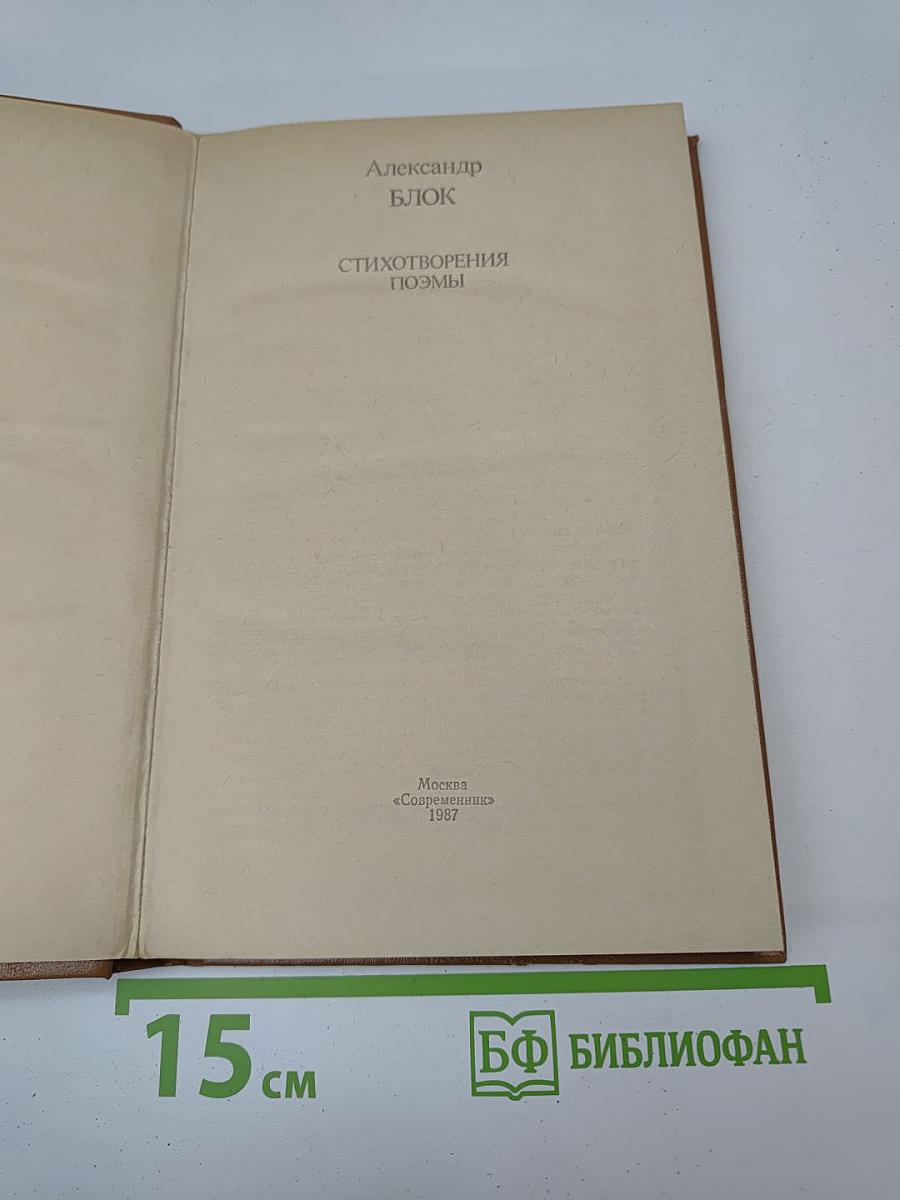 Александр
БЛОК
СТИХОТВОРЕНИЯ
ПОЭМЫ
Москва
«Современник»
1987
15 см
БФ БИБЛИОФАН